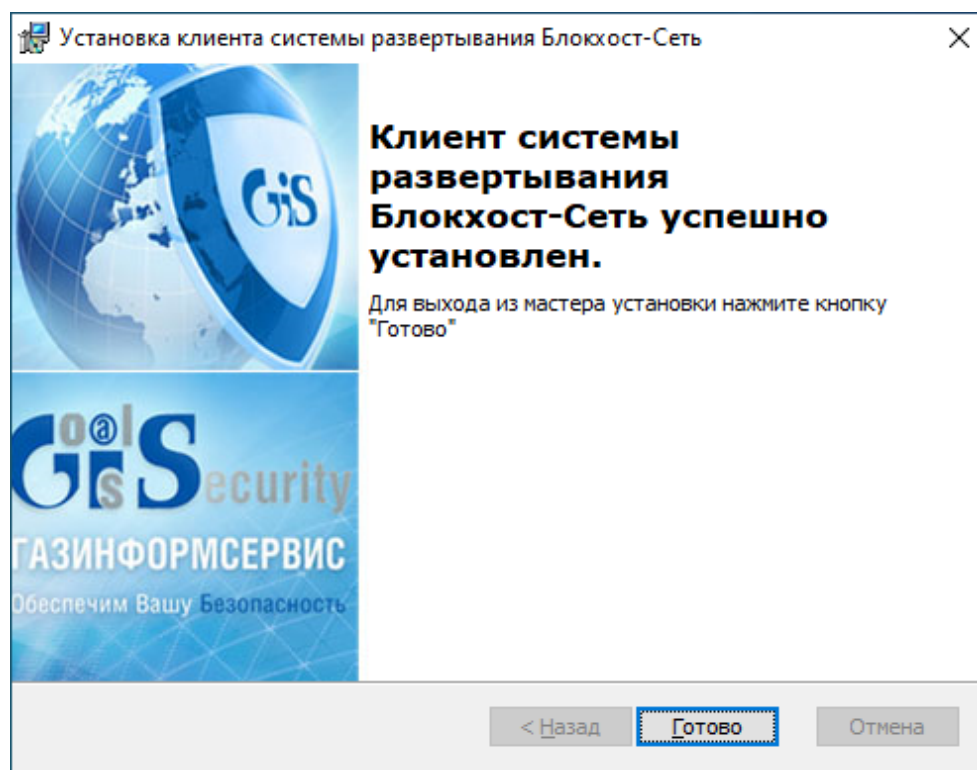 Установка клиента системы развертывания Блокхост-Сеть
GiS
Клиент системы
развертывания
Блокхост-Сеть успешно
установлен.
Для выхода из мастера установки нажмите кнопку
"Готово"
GoalSiS Security
ГАЗИНФОРМСЕРВИС
Обеспечим Вашу Безопасность
< Назад
Готово
Отмена